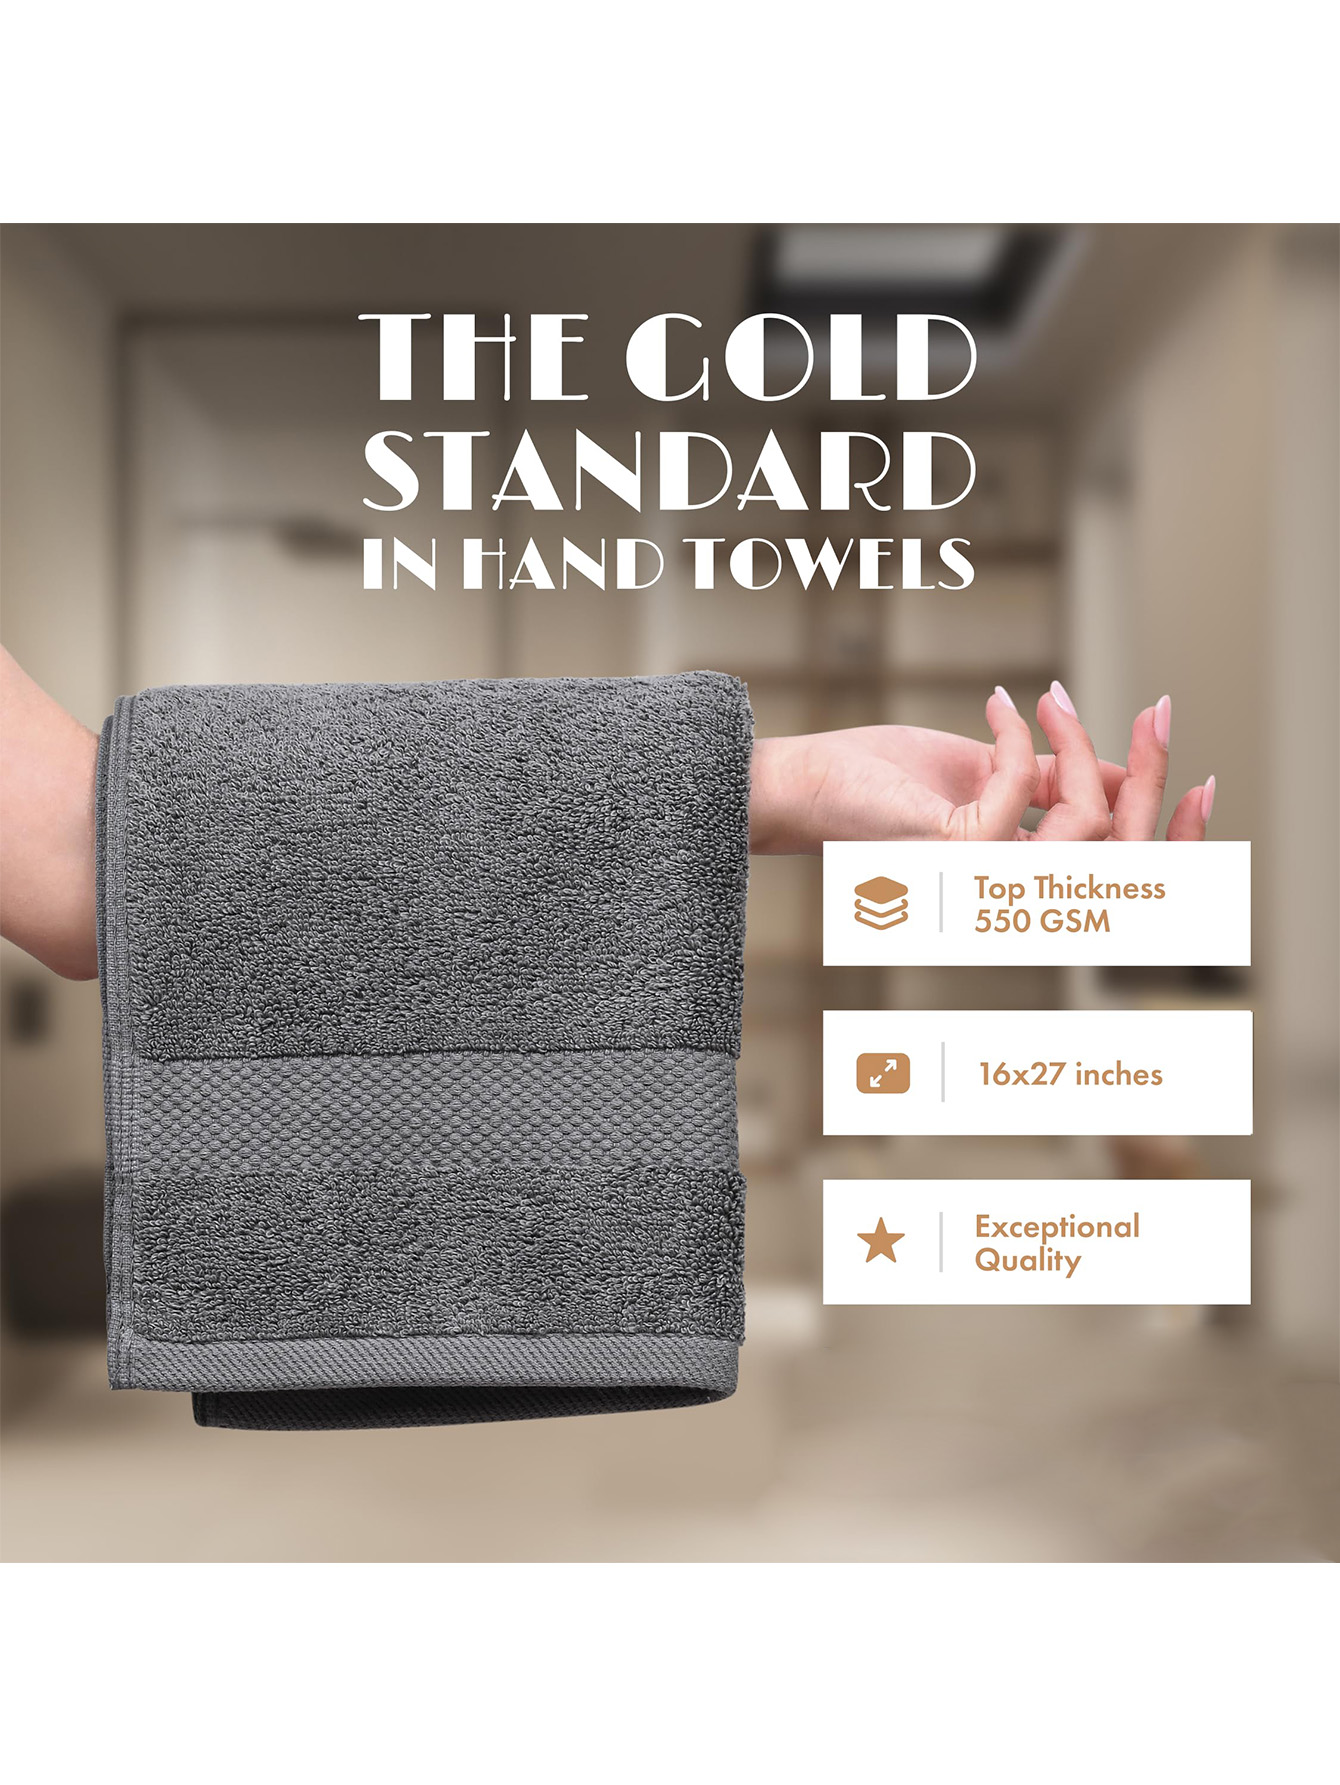 THE GOLD
STANDARD
IN HAND TOWELS
Top Thickness
550 GSM
16x27 inches
Exceptional
Quality